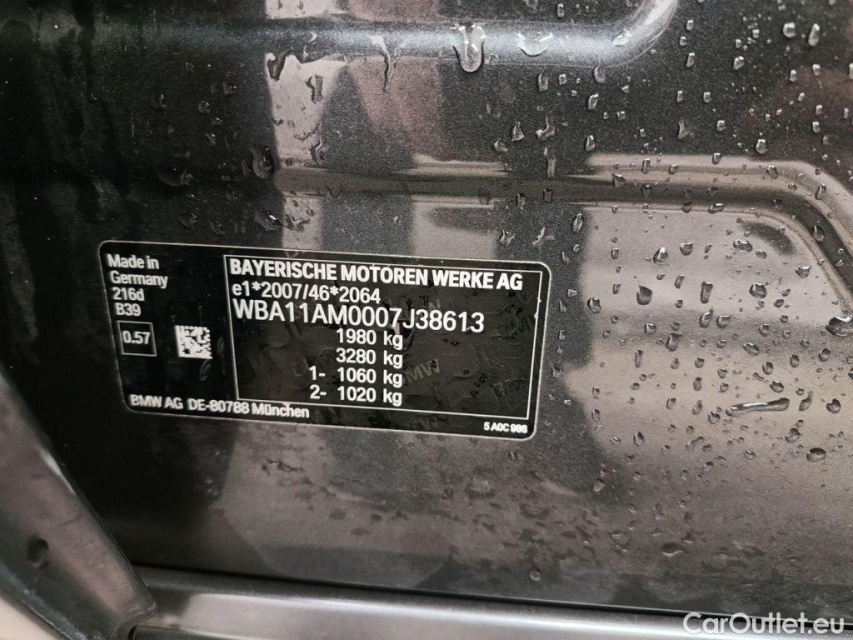 Made in
Germany
216d
B39
0.57
BAYERISCHE MOTOREN WERKE AG
e1*2007/46*2064
WBA11AM0007J38613
1980 kg
3280 kg
1- 1060 kg
2- 1020 kg
BMW AG DE-80788 München
5 A0C 986
CarOutlet.eu